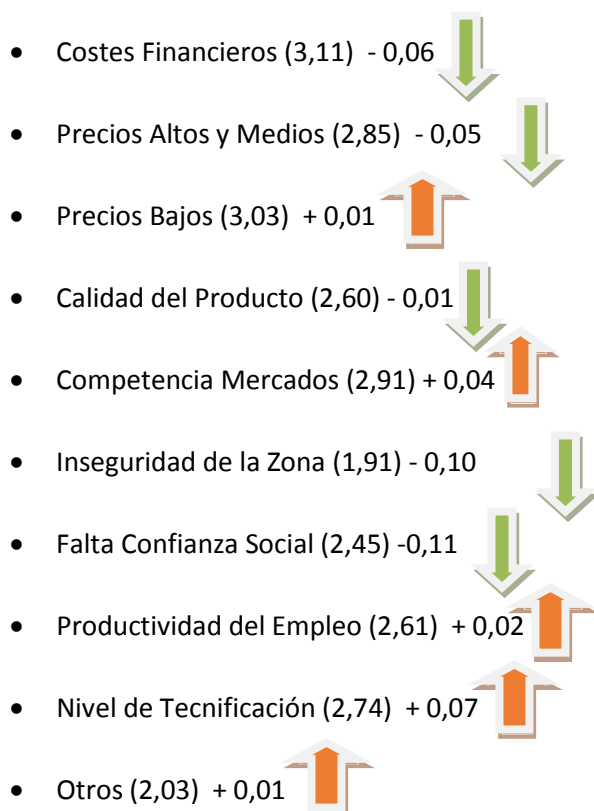 • Costes Financieros (3,11) - 0,06
• Precios Altos y Medios (2,85) - 0,05
• Precios Bajos (3,03) + 0,01
• Calidad del Producto (2,60) - 0,01
• Competencia Mercados (2,91) + 0,04
• Inseguridad de la Zona (1,91) - 0,10
• Falta Confianza Social (2,45) -0,11
• Productividad del Empleo (2,61) + 0,02
• Nivel de Tecnificación (2,74) + 0,07
• Otros (2,03) + 0,01